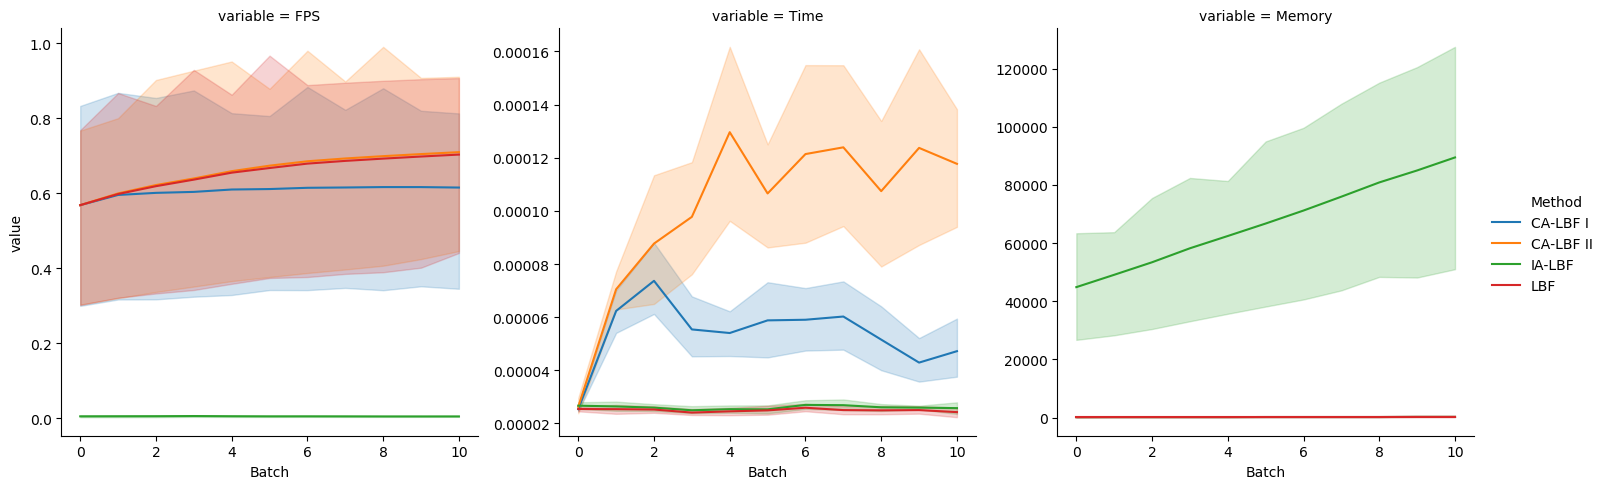 variable = FPS
1.0
0.8
0.6
0.4
0.2
0.0
value
0 2 4 6 8 10
Batch
variable = Time
0.00016
0.00014
0.00012
0.00010
0.00008
0.00006
0.00004
0.00002
0 2 4 6 8 10
Batch
variable = Memory
120000
100000
80000
60000
40000
20000
0
0 2 4 6 8 10
Batch
Method
CA-LBF I
CA-LBF II
IA-LBF
LBF